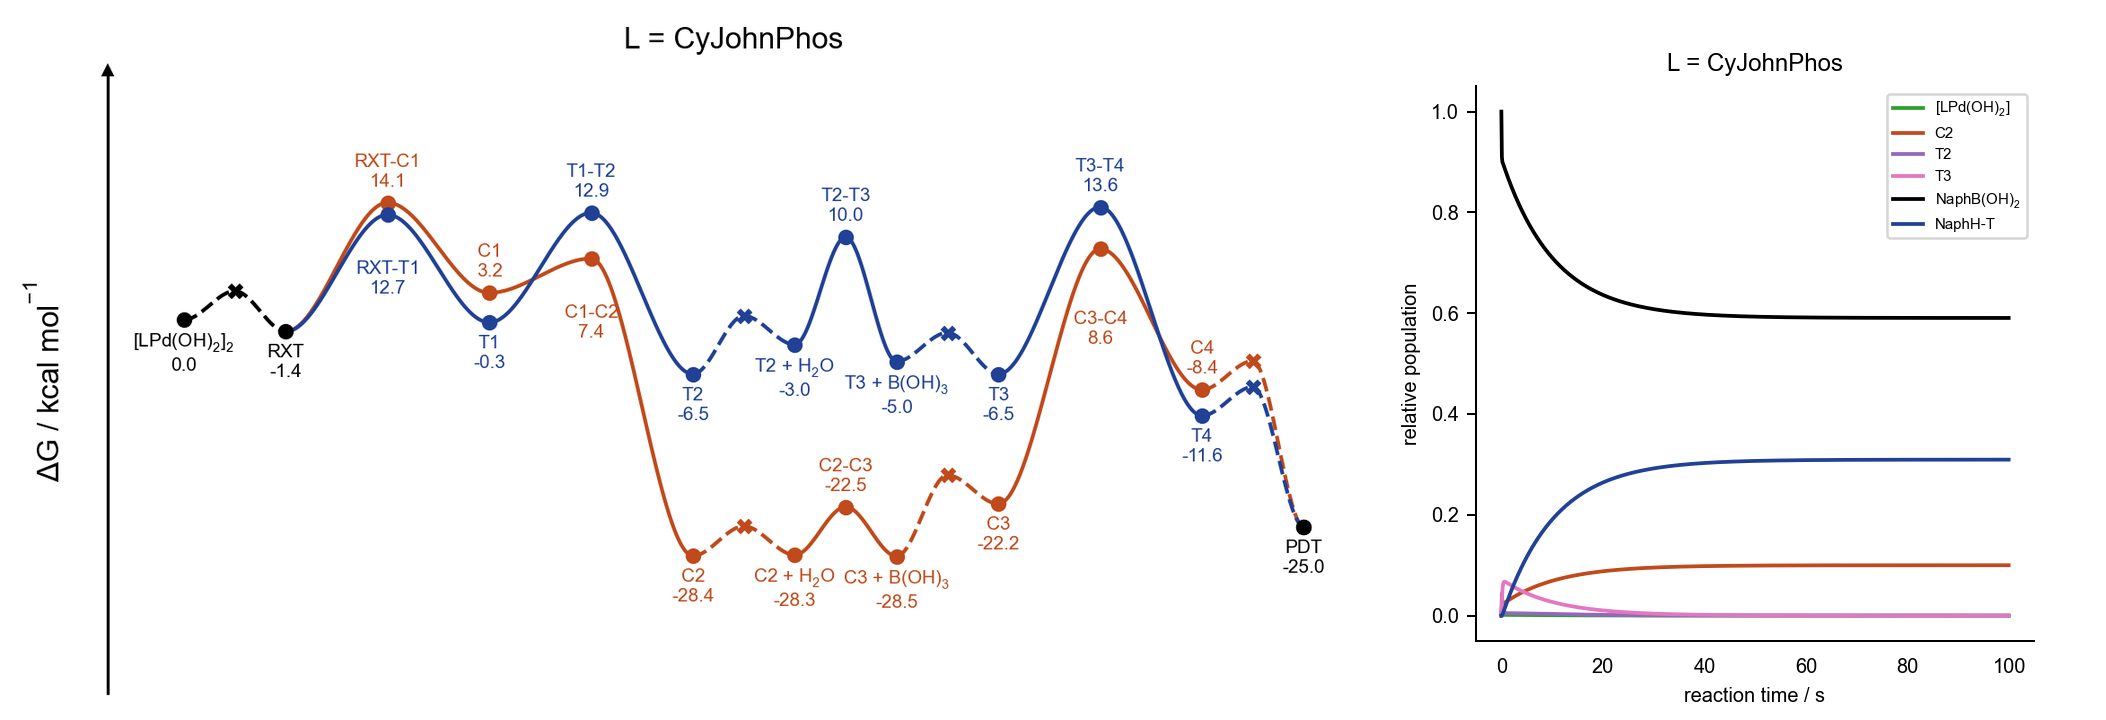 L = CyJohnPhos
ΔG / kcal mol⁻¹
[LPd(OH)₂]₂
0.0
RXT
-1.4
RXT-C1
14.1
RXT-T1
12.7
C1
3.2
T1
-0.3
T1-T2
12.9
C1-C2
7.4
T2
-6.5
C2
-28.4
T2 + H₂O
-3.0
C2 + H₂O
-28.3
T2-T3
10.0
C2-C3
-22.5
T3 + B(OH)₃
-5.0
C3 + B(OH)₃
-28.5
T3
-6.5
C3
-22.2
T3-T4
13.6
C3-C4
8.6
C4
-8.4
T4
-11.6
PDT
-25.0
L = CyJohnPhos
[LPd(OH)₂]
C2
T2
T3
NaphB(OH)₂
NaphH-T
relative population
1.0
0.8
0.6
0.4
0.2
0.0
0 20 40 60 80 100
reaction time / s